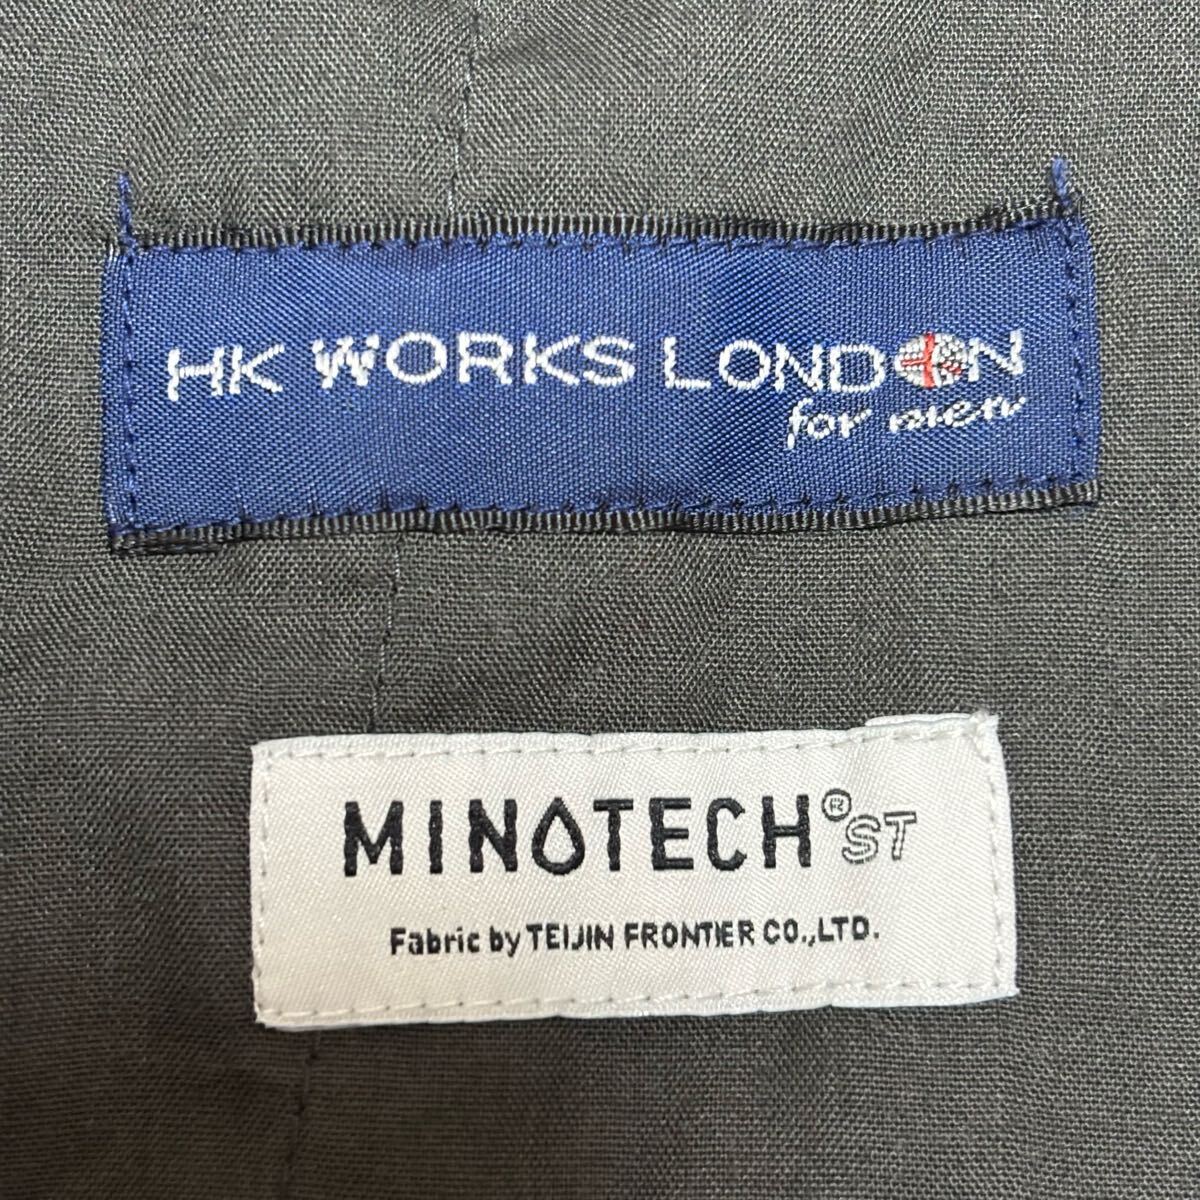 HK WORKS LONDON
for men
MINOTECH®ST
Fabric by TEIJIN FRONTIER CO.,LTD.